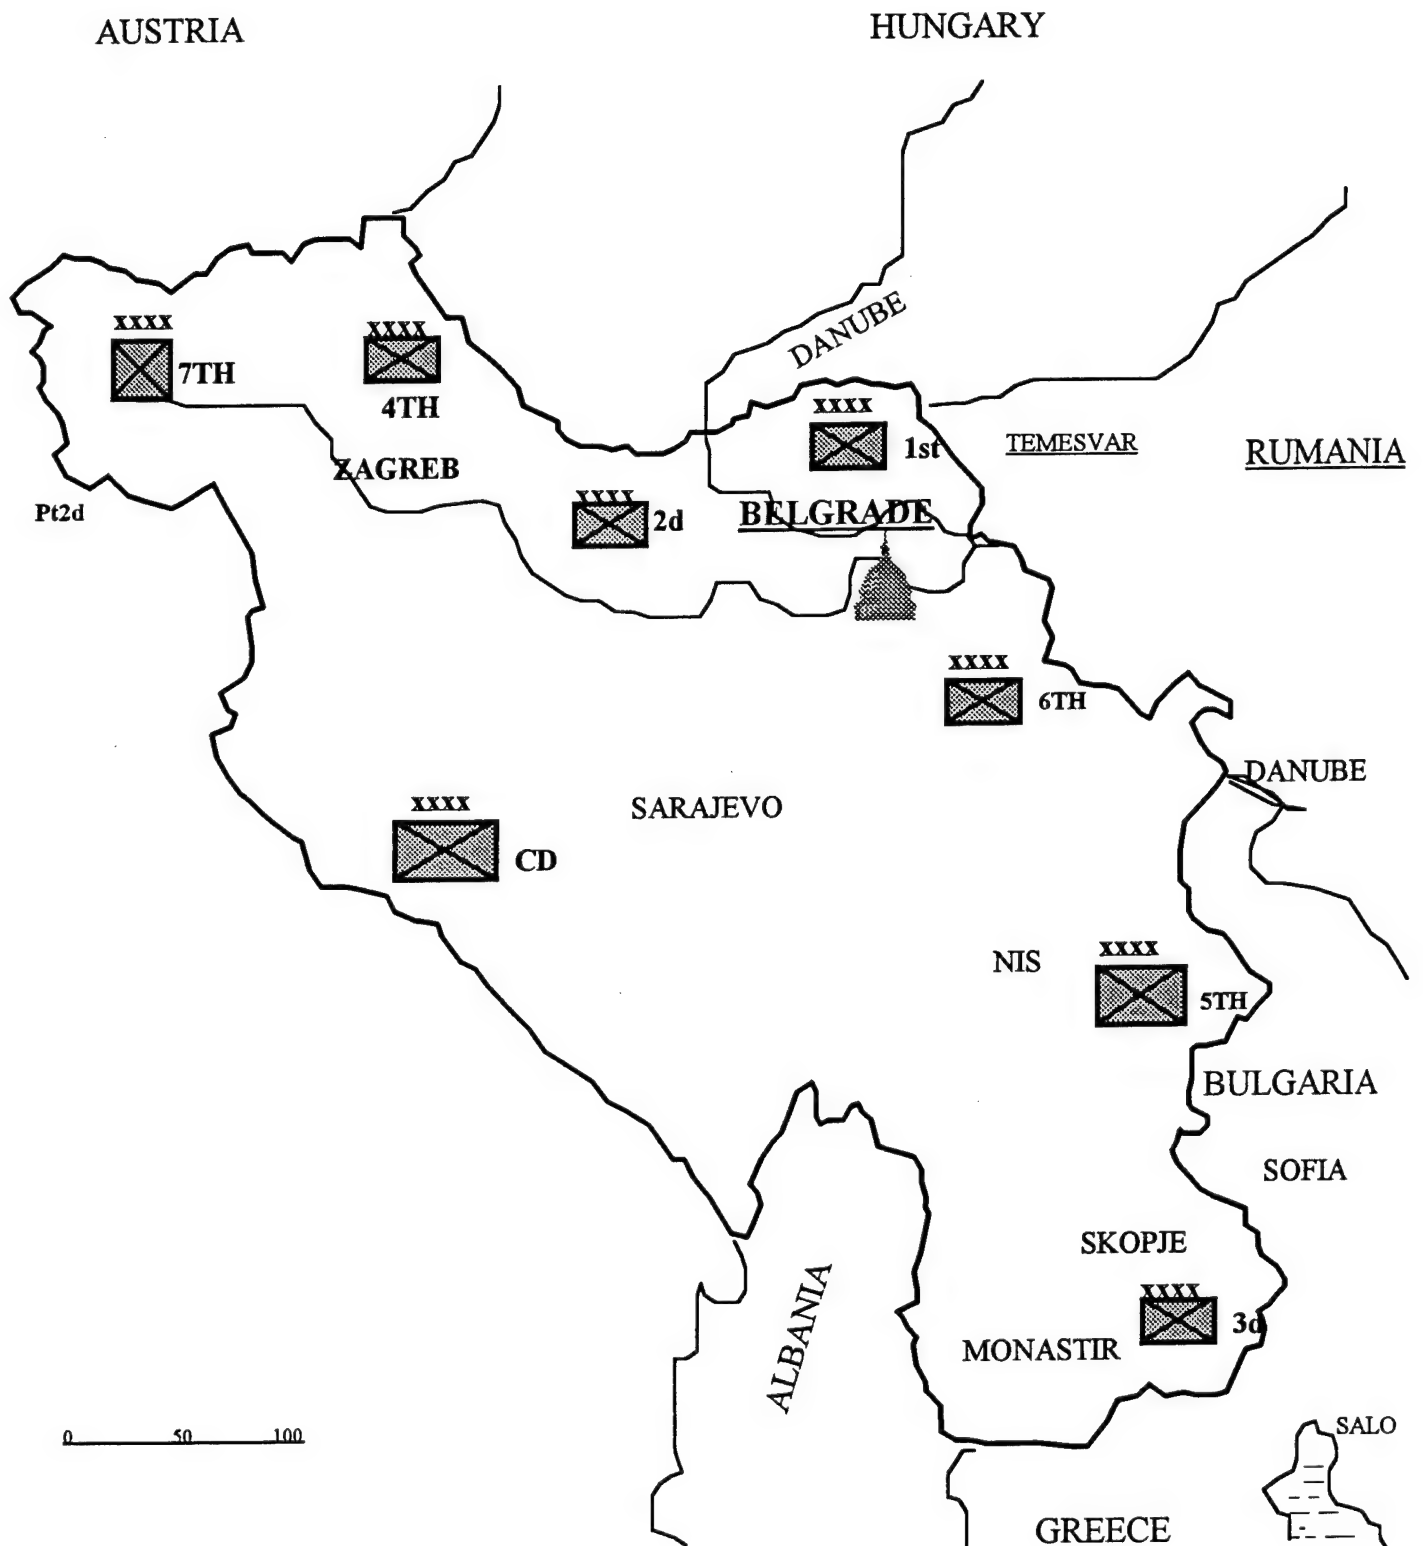 AUSTRIA
HUNGARY
DANUBE
xxxx
7TH
xxxx
4TH
xxxx
1st
TEMESVAR
RUMANIA
ZAGREB
Pt2d
xxxx
2d
BELGRADE
xxxx
6TH
DANUBE
xxxx
CD
SARAJEVO
NIS
xxxx
5TH
BULGARIA
SOFIA
SKOPJE
xxxx
3d
MONASTIR
ALBANIA
0 50 100
SALO
GREECE